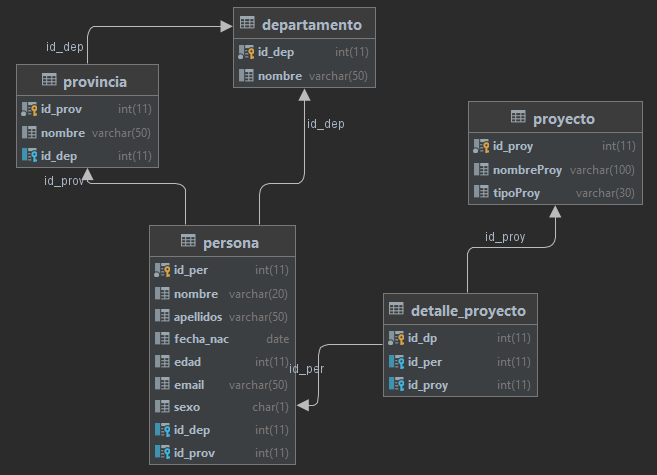 departamento
id_dep int(11)
nombre varchar(50)
id_dep
provincia
id_prov int(11)
nombre varchar(50)
id_dep int(11)
proyecto
id_proy int(11)
nombreProy varchar(100)
tipoProy varchar(30)
id_dep
id_prov
id_proy
persona
id_per int(11)
nombre varchar(20)
apellidos varchar(50)
fecha_nac date
edad int(11)
email varchar(50)
sexo char(1)
id_dep int(11)
id_prov int(11)
detalle_proyecto
id_dp int(11)
id_per int(11)
id_proy int(11)
id_per